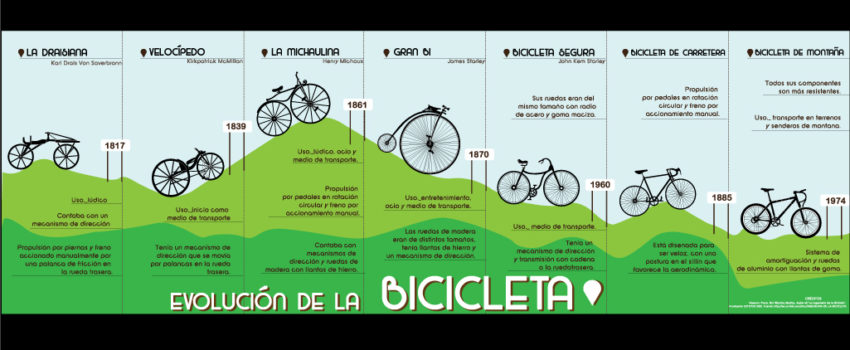 LA DRAISIANA
Karl Drais Von Saverbronn
1817
Uso_lúdico
Contaba con un
mecanismo de dirección
Propulsión por piernas y freno
accionado manualmente por
una palanca de fricción en
la rueda trasera.
VELOCÍPEDO
Kirkpatrick McMillan
1839
Uso_inicio como
medio de transporte
Tenía un mecanismo de
dirección que se movía
por palancas en la rueda
trasera.
LA MICHAULINA
Henry Michaux
1861
Uso_lúdico, ocio y
medio de transporte.
Propulsión
por pedales en rotación
circular y freno por
accionamiento manual.
Contaba con
mecanismo de
dirección y ruedas de
madera con llantas de hierro.
GRAN BI
James Starley
1870
Uso_entretenimiento,
ocio y medio de transporte.
Las ruedas de madera
eran de distintos tamaños,
tenía llantas de hierro y
un mecanismo de dirección.
BICICLETA SEGURA
John Kem Starley
Sus ruedas eran del
mismo tamaño con radio
de acero y goma maciza.
1960
Uso_ medio de transporte.
Tenía un
mecanismo de dirección
y transmisión con cadena
a la ruedatrasera.
BICICLETA DE CARRETERA
Propulsión
por pedales en rotación
circular y freno por
accionamiento manual.
1885
Está disenada para
ser veloz, con una
postura en el sillín que
favorece la aerodinámica.
BICICLETA DE MONTAÑA
Todos sus componentes
son más resistentes.
Uso_ transporte en terrenos
y senderos de montana.
1974
Sistema de
amortiguación y ruedas
de aluminio con llantas de goma.
EVOLUCIÓN DE LA BICICLETA
CRÉDITOS